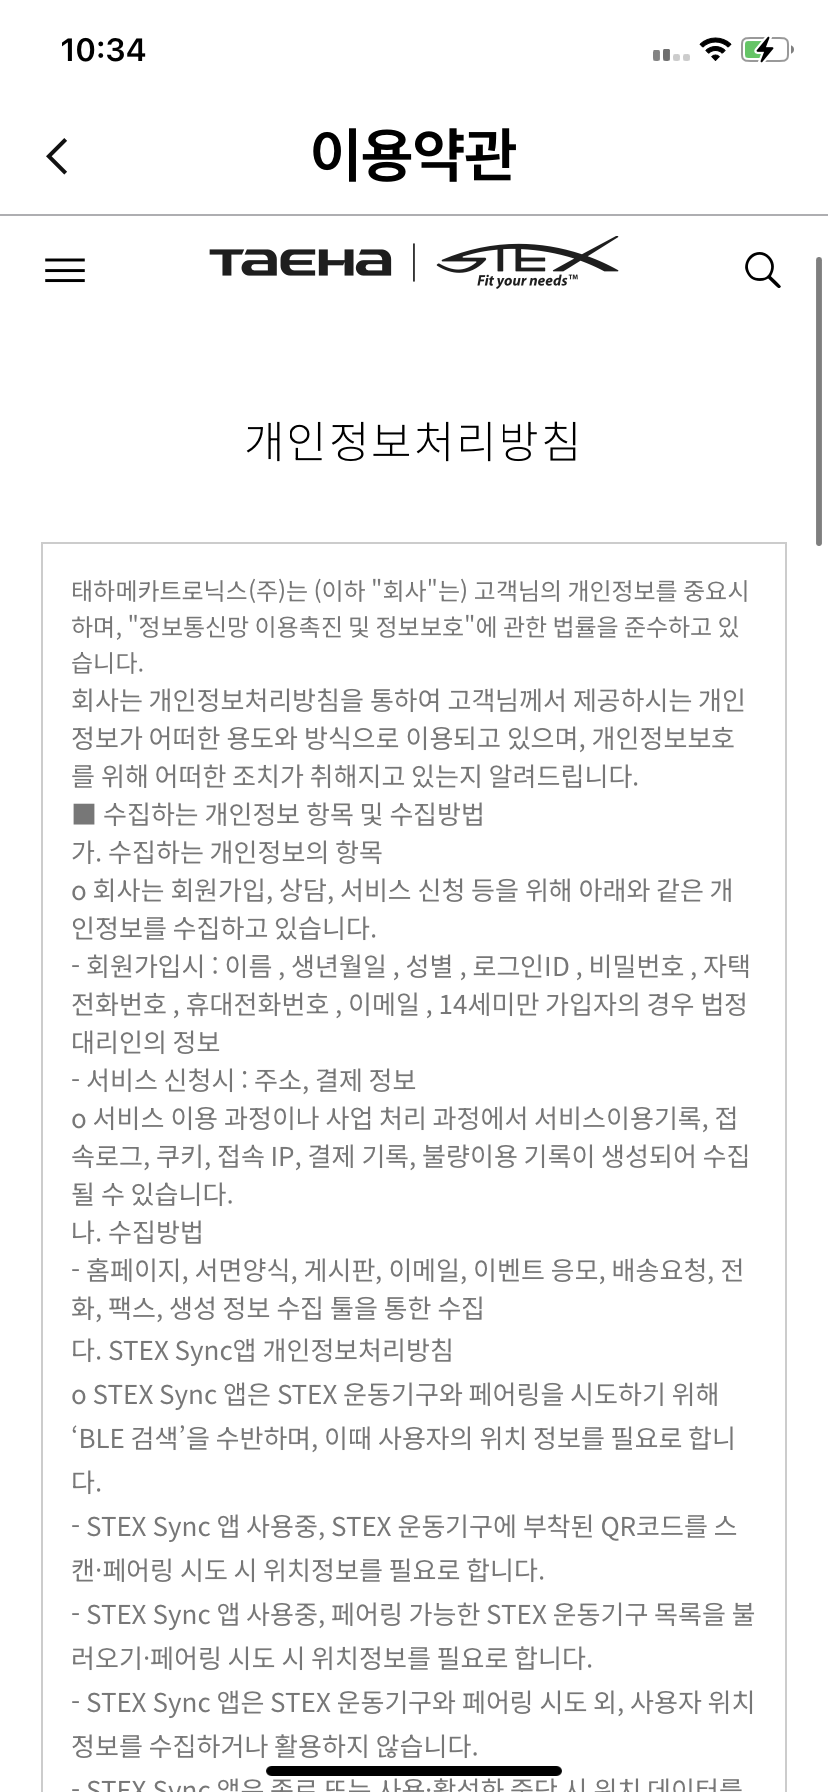 10:34
이용약관
TAEHA | STEX
Fit your needs™
개인정보처리방침
태하메카트로닉스(주)는 (이하 "회사"는) 고객님의 개인정보를 중요시
하며, "정보통신망 이용촉진 및 정보보호"에 관한 법률을 준수하고 있
습니다.
회사는 개인정보처리방침을 통하여 고객님께서 제공하시는 개인
정보가 어떠한 용도와 방식으로 이용되고 있으며, 개인정보보호
를 위해 어떠한 조치가 취해지고 있는지 알려드립니다.
■ 수집하는 개인정보 항목 및 수집방법
가. 수집하는 개인정보의 항목
ο 회사는 회원가입, 상담, 서비스 신청 등을 위해 아래와 같은 개
인정보를 수집하고 있습니다.
- 회원가입시 : 이름 , 생년월일 , 성별 , 로그인ID , 비밀번호 , 자택
전화번호 , 휴대전화번호 , 이메일 , 14세미만 가입자의 경우 법정
대리인의 정보
- 서비스 신청시 : 주소, 결제 정보
ο 서비스 이용 과정이나 사업 처리 과정에서 서비스이용기록, 접
속로그, 쿠키, 접속 IP, 결제 기록, 불량이용 기록이 생성되어 수집
될 수 있습니다.
나. 수집방법
- 홈페이지, 서면양식, 게시판, 이메일, 이벤트 응모, 배송요청, 전
화, 팩스, 생성 정보 수집 툴을 통한 수집
다. STEX Sync앱 개인정보처리방침
ο STEX Sync 앱은 STEX 운동기구와 페어링을 시도하기 위해
‘BLE 검색’을 수반하며, 이때 사용자의 위치 정보를 필요로 합니
다.
- STEX Sync 앱 사용중, STEX 운동기구에 부착된 QR코드를 스
캔·페어링 시도 시 위치정보를 필요로 합니다.
- STEX Sync 앱 사용중, 페어링 가능한 STEX 운동기구 목록을 불
러오기·페어링 시도 시 위치정보를 필요로 합니다.
- STEX Sync 앱은 STEX 운동기구와 페어링 시도 외, 사용자 위치
정보를 수집하거나 활용하지 않습니다.
- STEX Sync 앱은 종료 또는 사용·활성화 중단 시 위치 데이터를